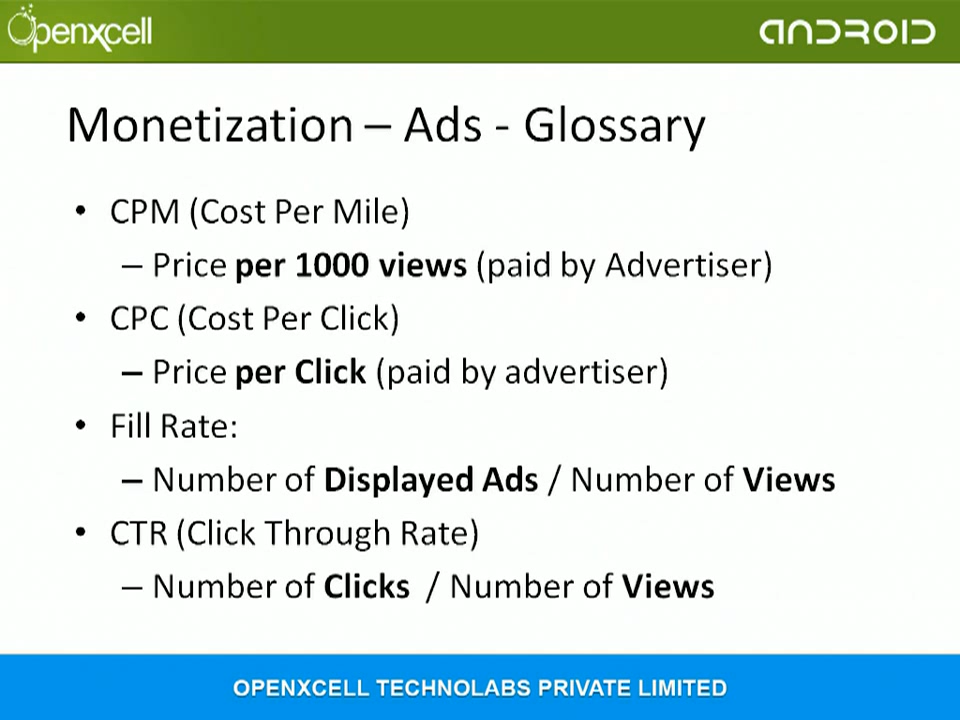 Openxcell
ANDROID
Monetization – Ads - Glossary
• CPM (Cost Per Mile)
– Price per 1000 views (paid by Advertiser)
• CPC (Cost Per Click)
– Price per Click (paid by advertiser)
• Fill Rate:
– Number of Displayed Ads / Number of Views
• CTR (Click Through Rate)
– Number of Clicks / Number of Views
OPENXCELL TECHNOLABS PRIVATE LIMITED